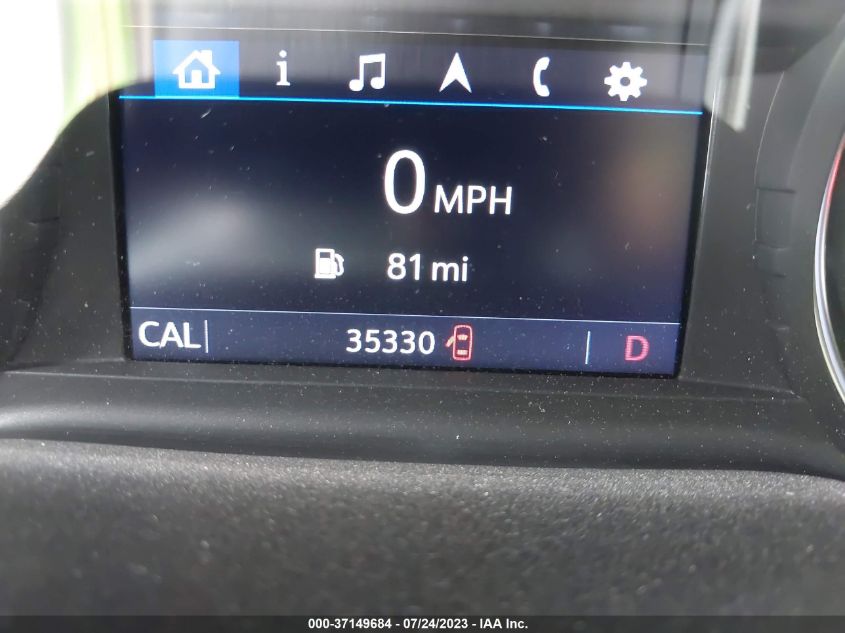 0 MPH
81 mi
CAL 35330 D
000-37149684 - 07/24/2023 - IAA Inc.